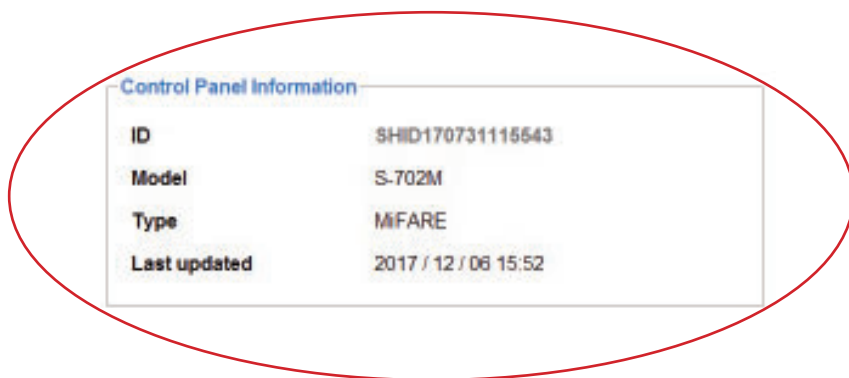 Control Panel Information
ID SHID170731115543
Model S-702M
Type MiFARE
Last updated 2017 / 12 / 06 15:52